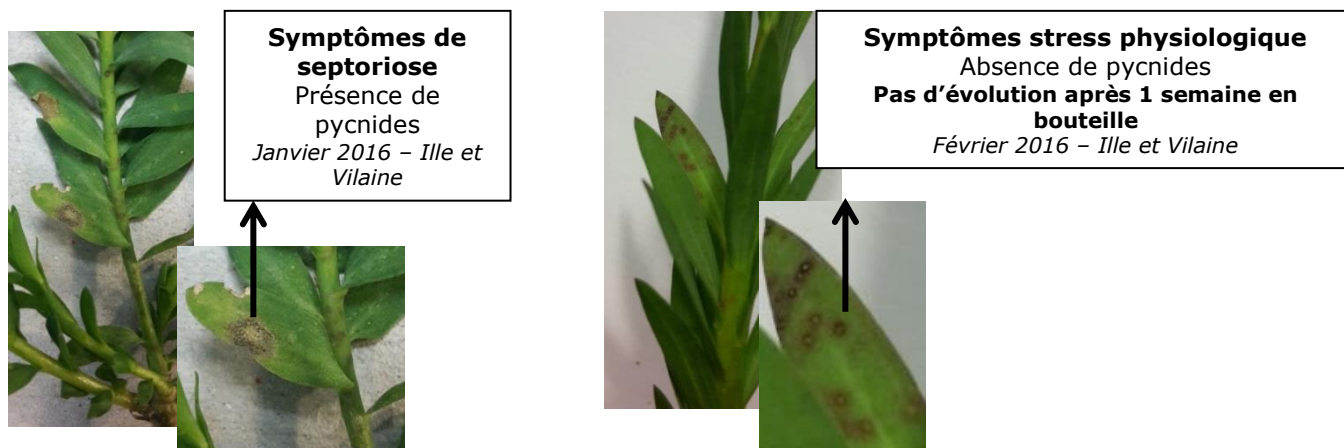 Symptômes de
septoriose
Présence de
pycnides
Janvier 2016 – Ille et
Vilaine
Symptômes stress physiologique
Absence de pycnides
Pas d’évolution après 1 semaine en
bouteille
Février 2016 – Ille et Vilaine